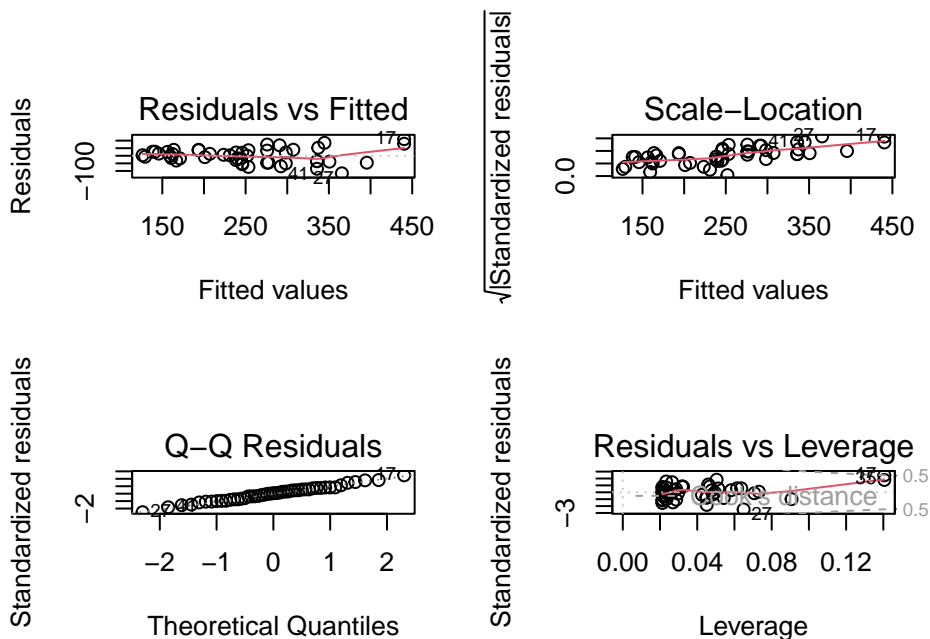 Residuals vs Fitted
Residuals
−100
17
41
27
150 250 350 450
Fitted values
Scale−Location
√|Standardized residuals|
0.0
41
27
17
150 250 350 450
Fitted values
Q−Q Residuals
Standardized residuals
−2
27
17
−2 −1 0 1 2
Theoretical Quantiles
Residuals vs Leverage
Standardized residuals
−3
17
35
0.5
Cook's distance
0.5
27
0.00 0.04 0.08 0.12
Leverage